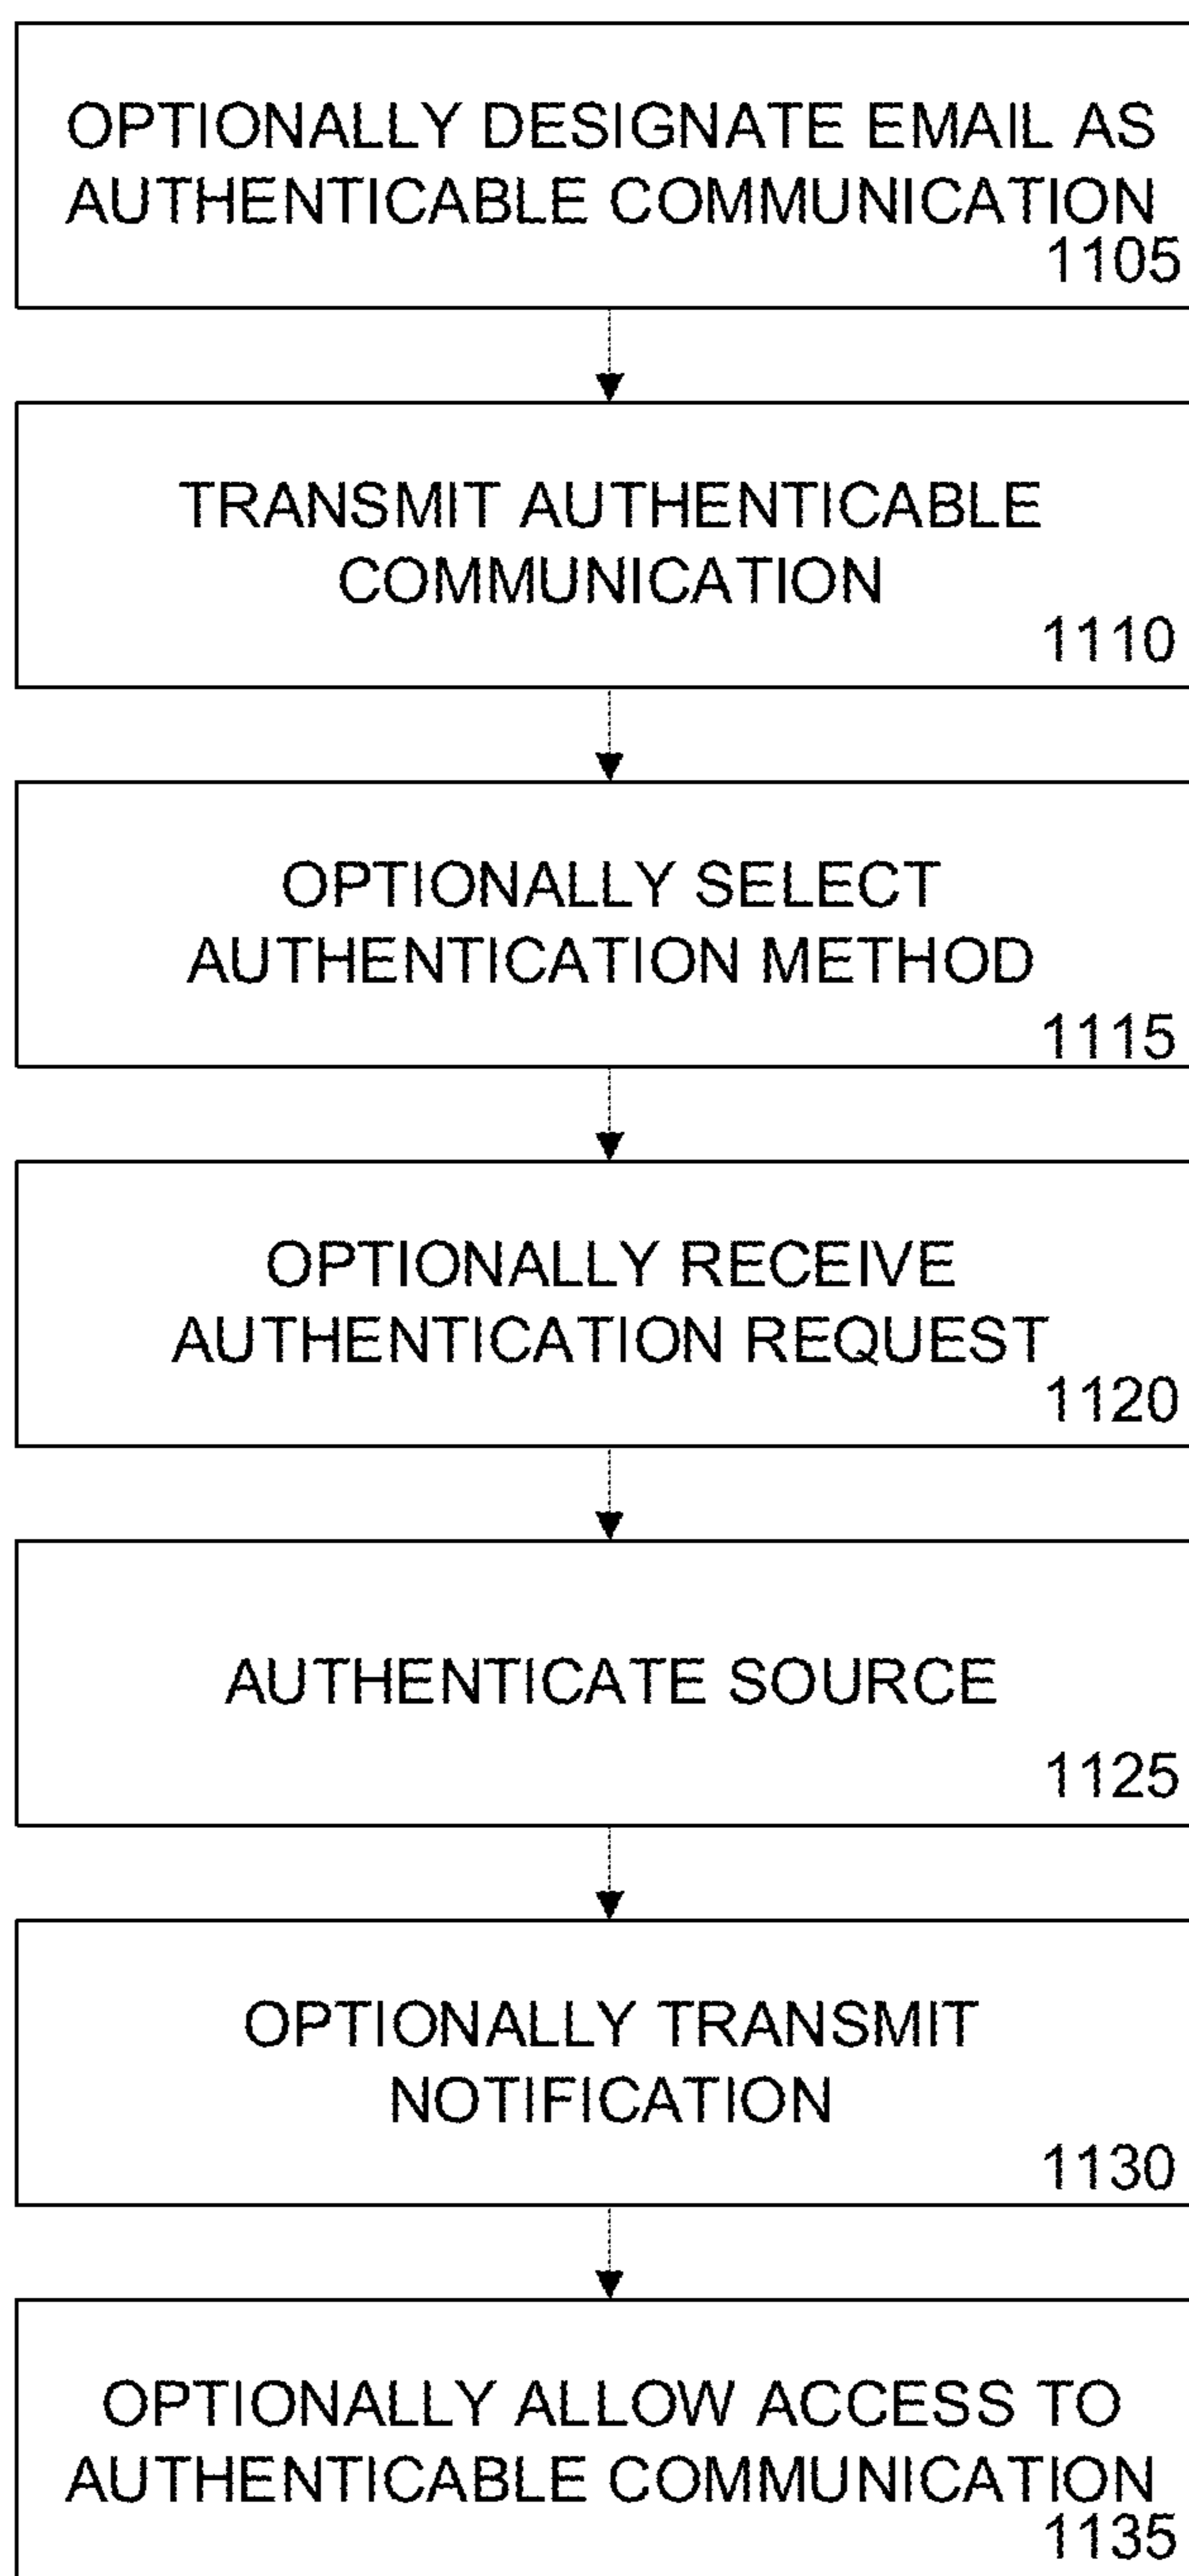 OPTIONALLY DESIGNATE EMAIL AS
AUTHENTICABLE COMMUNICATION
1105
TRANSMIT AUTHENTICABLE
COMMUNICATION
1110
OPTIONALLY SELECT
AUTHENTICATION METHOD
1115
OPTIONALLY RECEIVE
AUTHENTICATION REQUEST
1120
AUTHENTICATE SOURCE
1125
OPTIONALLY TRANSMIT
NOTIFICATION
1130
OPTIONALLY ALLOW ACCESS TO
AUTHENTICABLE COMMUNICATION
1135